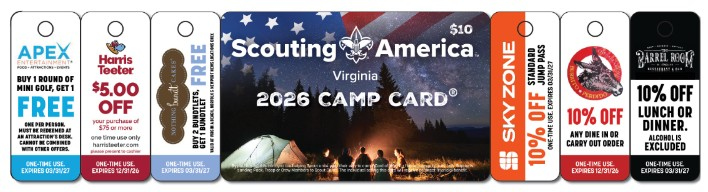 APEX
ENTERTAINMENT
FOOD • ATTRACTIONS • EVENTS
BUY 1 ROUND OF
MINI GOLF, GET 1
FREE
ONE PER PERSON.
MUST BE REDEEMED AT
AN ATTRACTION'S DESK.
CANNOT BE COMBINED
WITH OTHER OFFERS.
ONE-TIME USE.
EXPIRES 03/31/27
Harris
Teeter
$5.00
OFF
your purchase of
$75 or more
one time use only
harristeeter.com
please present to cashier
ONE-TIME USE.
EXPIRES 12/31/26
NOTHING bundt CAKES
BUY 2 BUNDTLETS,
GET 1 BUNDTLET
FREE
ONE-TIME USE.
EXPIRES 03/31/27
$10
Scouting America
Virginia
2026 CAMP CARD®
SKY ZONE
10% OFF
STANDARD
JUMP PASS
ONE-TIME USE. EXPIRES 03/31/27
10% OFF
ANY DINE IN OR
CARRY OUT ORDER
ONE-TIME USE.
EXPIRES 12/31/26
BARREL ROOM
RESTAURANT & BAR
10% OFF
LUNCH OR
DINNER.
ALCOHOL IS
EXCLUDED
ONE-TIME USE.
EXPIRES 03/31/27